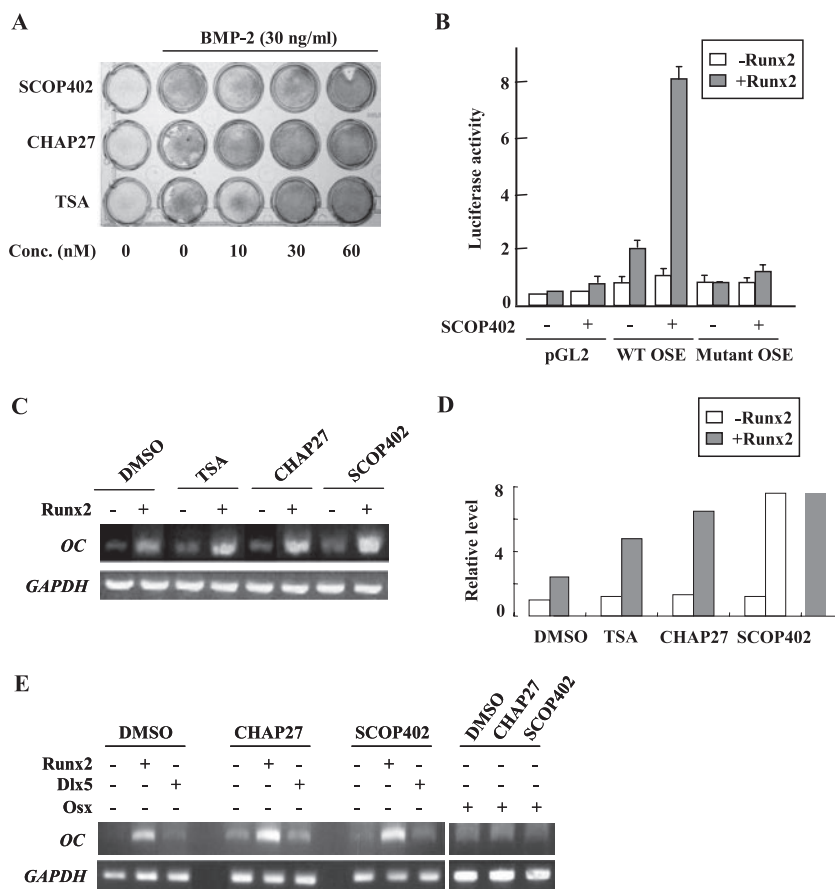 A
BMP-2 (30 ng/ml)
SCOP402
CHAP27
TSA
Conc. (nM) 0 0 10 30 60
B
-Runx2
+Runx2
Luciferase activity
8
6
4
2
0
SCOP402 - + - + - +
pGL2 WT OSE Mutant OSE
C
DMSO TSA CHAP27 SCOP402
Runx2 - + - + - + - +
OC
GAPDH
D
-Runx2
+Runx2
Relative level
8
4
0
DMSO TSA CHAP27 SCOP402
E
DMSO CHAP27 SCOP402 DMSO CHAP27 SCOP402
Runx2 - + - - + - - + - - - -
Dlx5 - - + - - + - - + - - -
Osx - - - - - - - - - + + +
OC
GAPDH